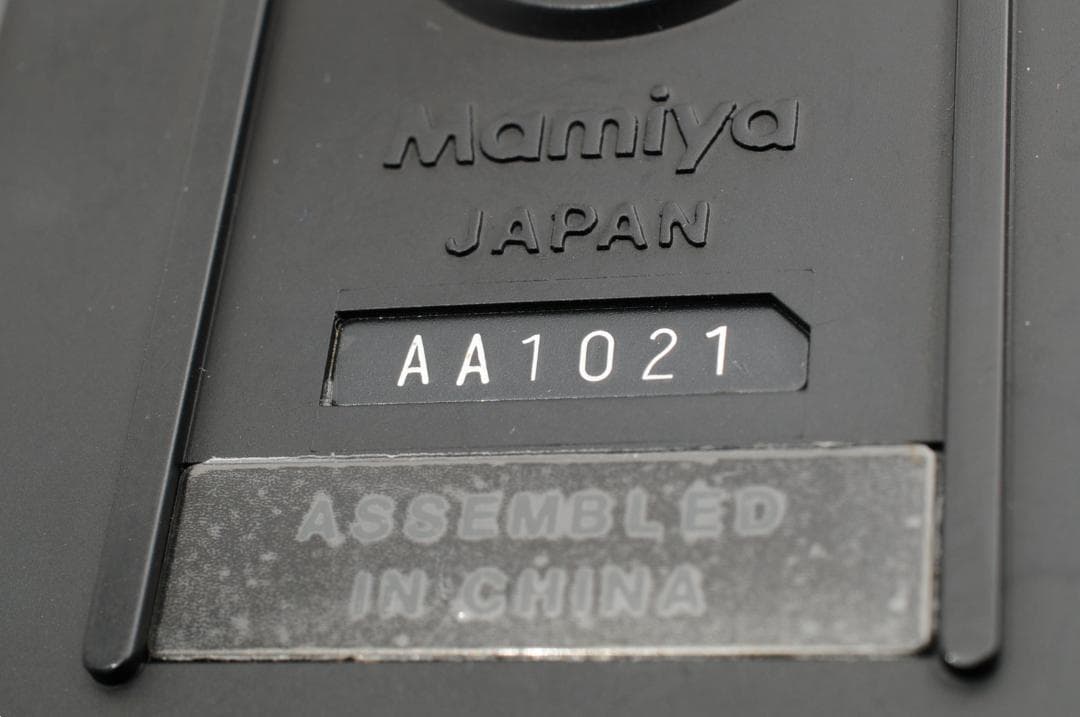 Mamiya
JAPAN
AA1021
ASSEMBLED
IN CHINA